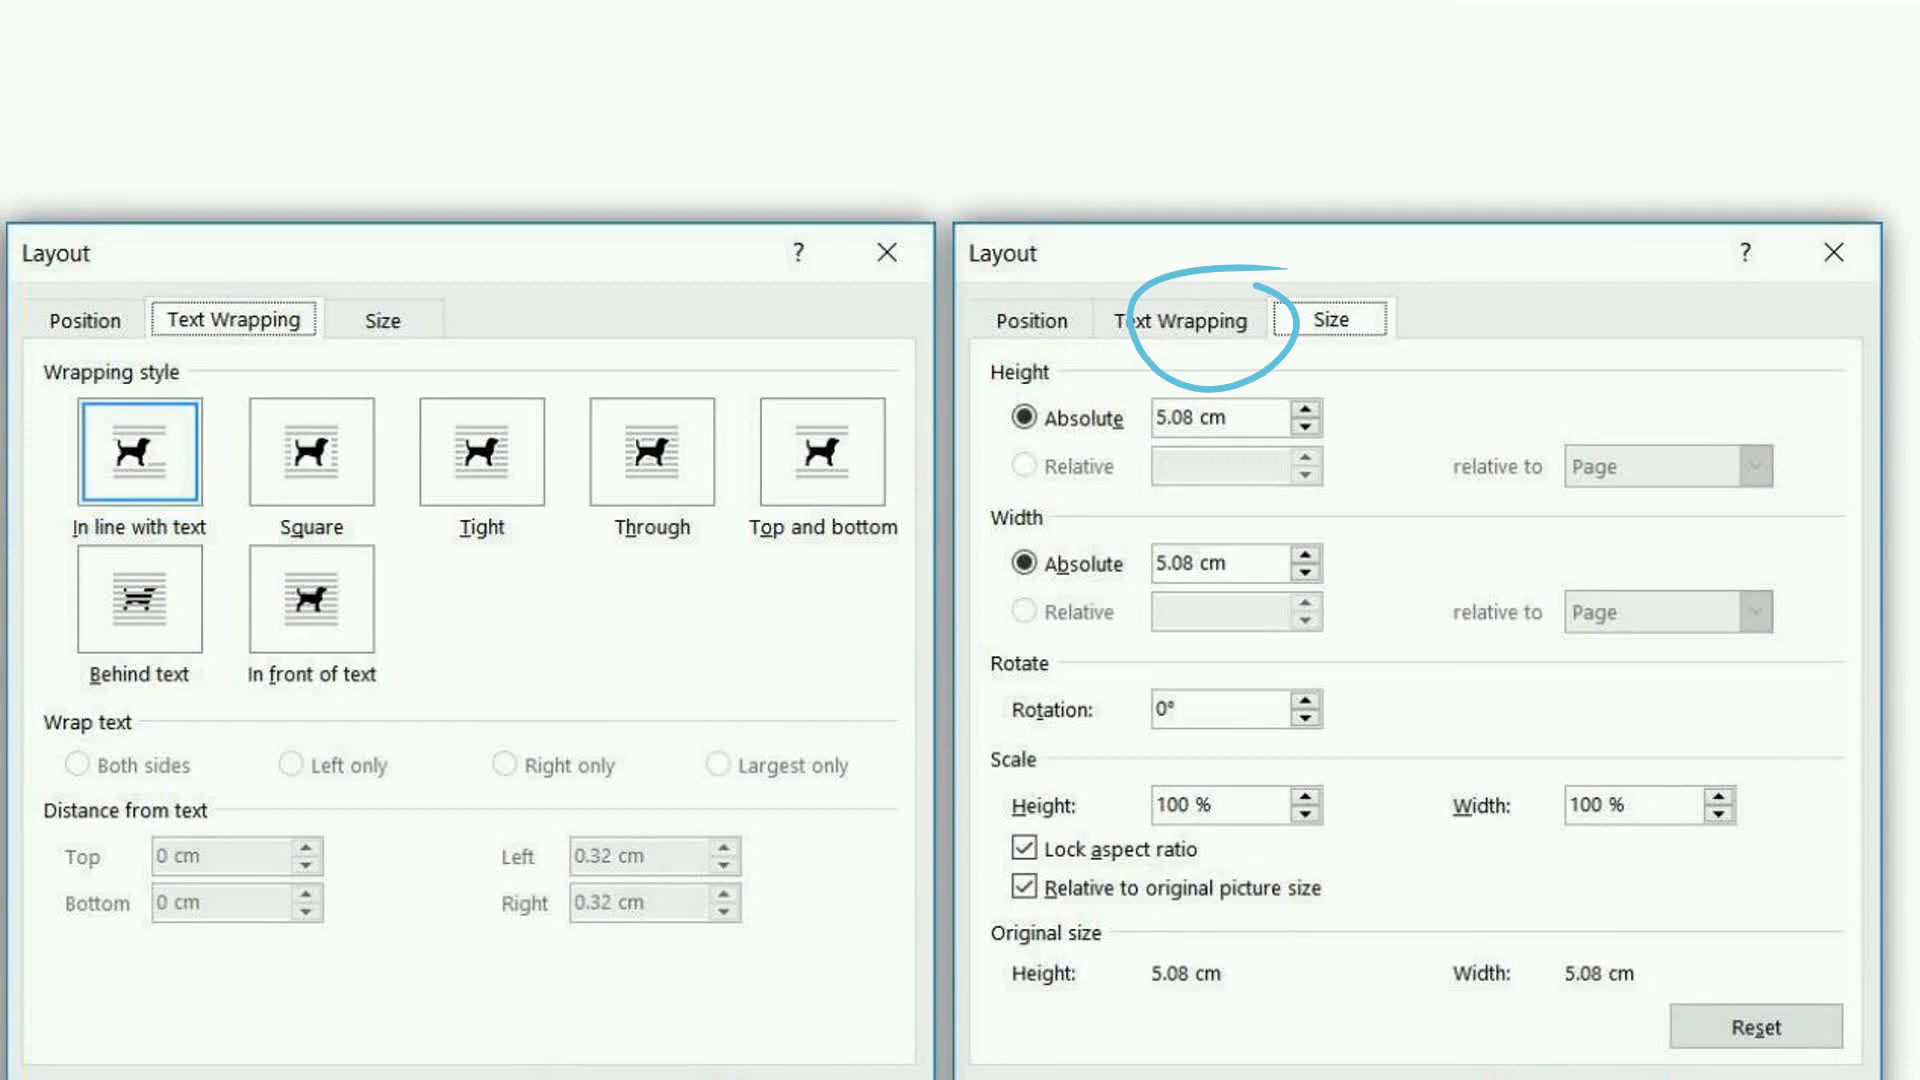 Layout ?
Position Text Wrapping Size
Wrapping style
In line with text Square Tight Through Top and bottom
Behind text In front of text
Wrap text
Both sides Left only Right only Largest only
Distance from text
Top 0 cm Left 0.32 cm
Bottom 0 cm Right 0.32 cm
Layout ?
Position Text Wrapping Size
Height
Absolute 5.08 cm
Relative relative to Page
Width
Absolute 5.08 cm
Relative relative to Page
Rotate
Rotation: 0°
Scale
Height: 100 % Width: 100 %
Lock aspect ratio
Relative to original picture size
Original size
Height: 5.08 cm Width: 5.08 cm
Reset